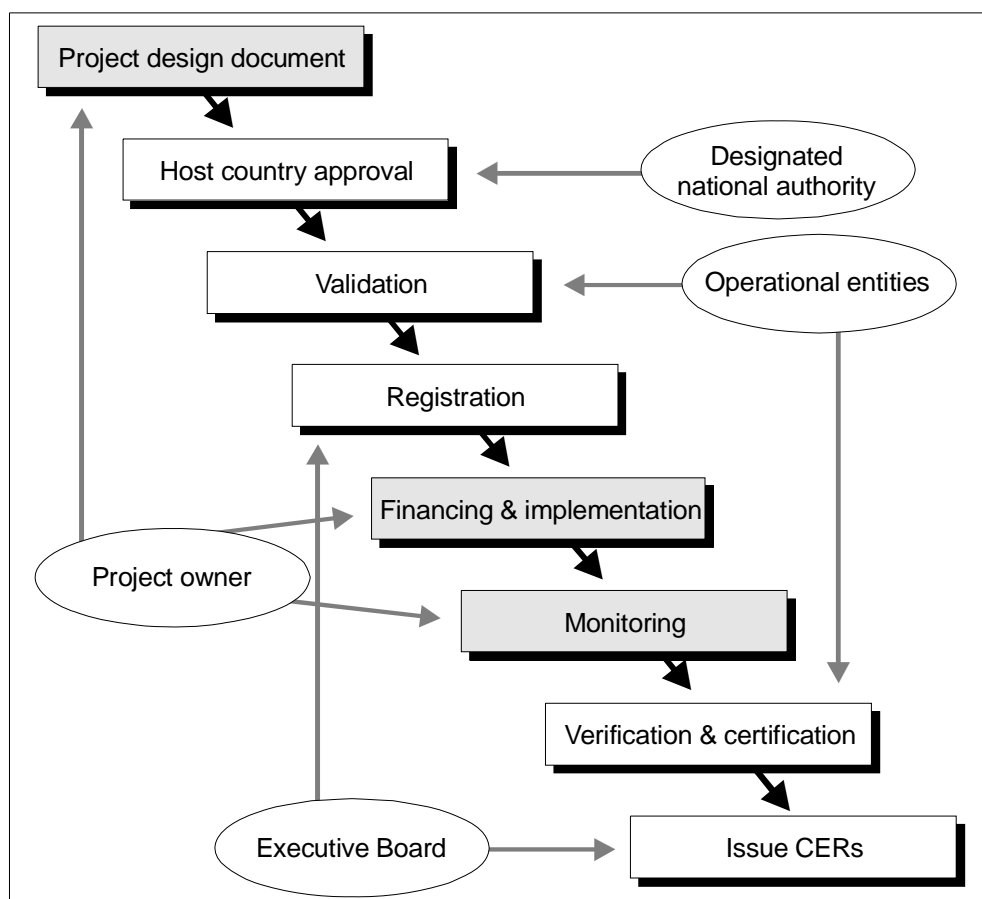 Project design document
Host country approval
Designated
national authority
Validation
Operational entities
Registration
Financing & implementation
Project owner
Monitoring
Verification & certification
Executive Board
Issue CERs